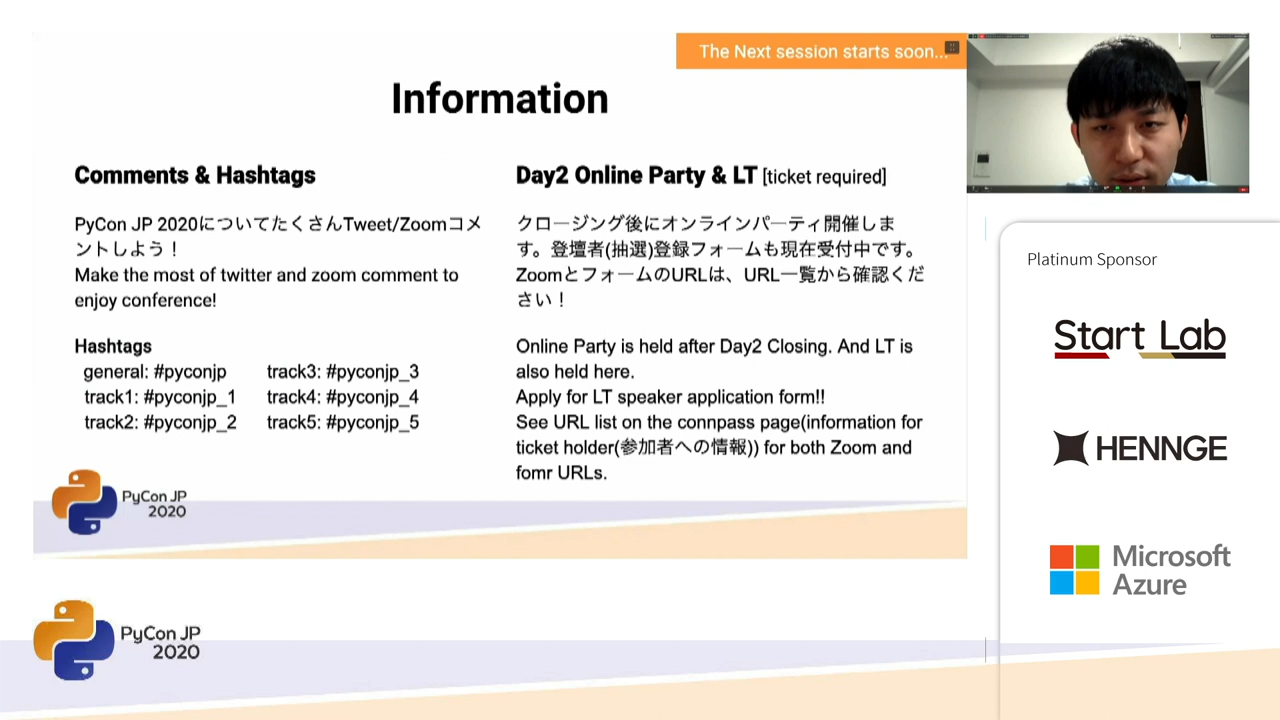 The Next session starts soon...
Information
Comments & Hashtags
PyCon JP 2020についてたくさんTweet/Zoomコメ
ントしよう！
Make the most of twitter and zoom comment to
enjoy conference!
Hashtags
general: #pyconjp
track3: #pyconjp_3
track1: #pyconjp_1
track4: #pyconjp_4
track2: #pyconjp_2
track5: #pyconjp_5
Day2 Online Party & LT [ticket required]
クロージング後にオンラインパーティ開催しま
す。登壇者(抽選)登録フォームも現在受付中です。
ZoomとフォームのURLは、URL一覧から確認くだ
さい！
Online Party is held after Day2 Closing. And LT is
also held here.
Apply for LT speaker application form!!
See URL list on the connpass page(information for
ticket holder(参加者への情報)) for both Zoom and
fomr URLs.
PyCon JP
2020
Platinum Sponsor
Start Lab
HENNGE
Microsoft
Azure
PyCon JP
2020